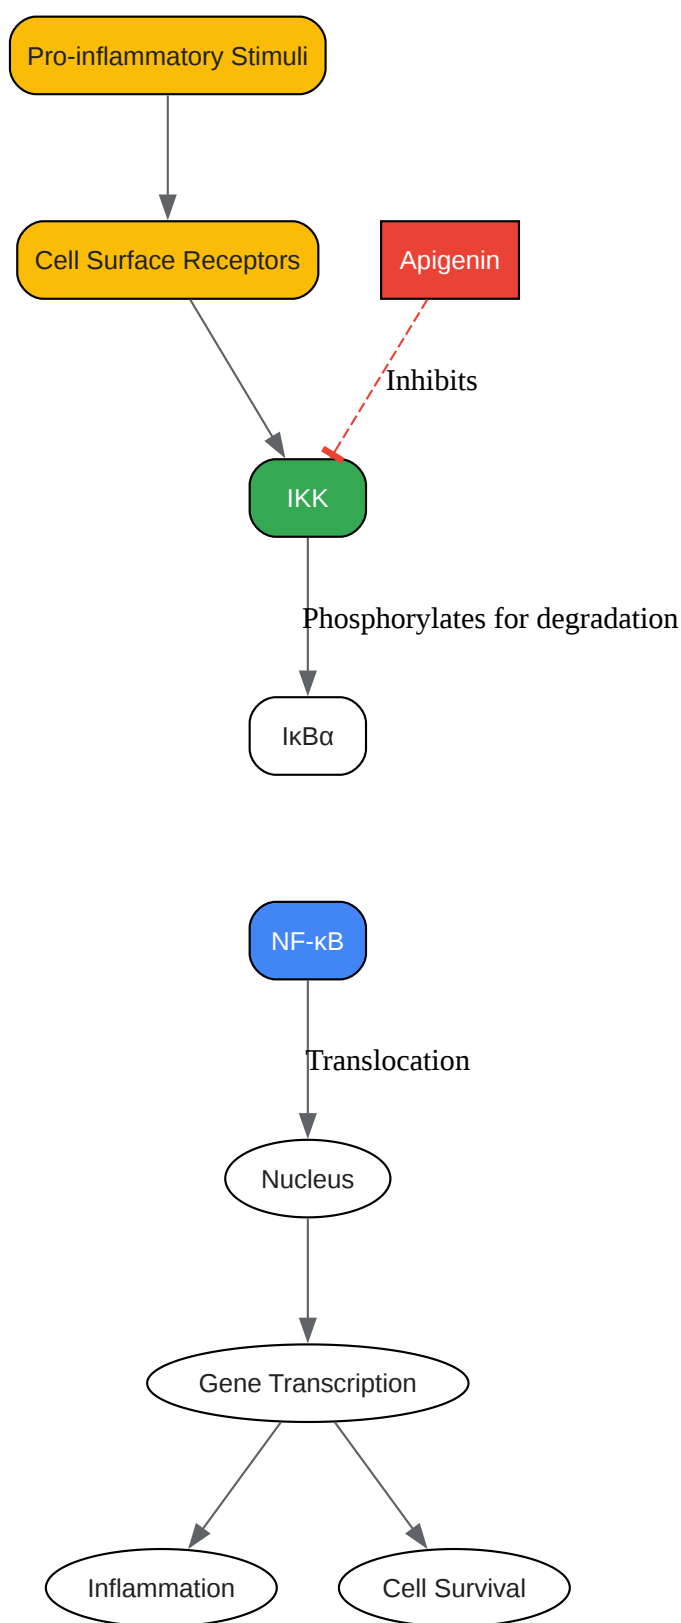 Pro-inflammatory Stimuli
Cell Surface Receptors
Apigenin
Inhibits
IKK
Phosphorylates for degradation
IκBα
NF-κB
Translocation
Nucleus
Gene Transcription
Inflammation
Cell Survival